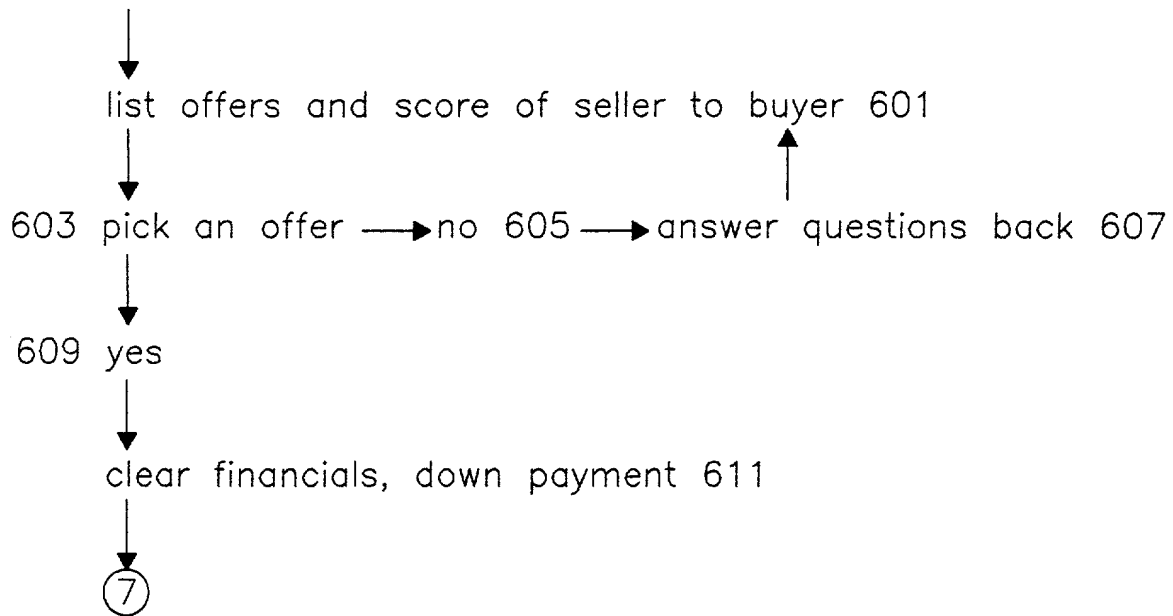 list offers and score of seller to buyer 601
603 pick an offer no 605 answer questions back 607
609 yes
clear financials, down payment 611
7